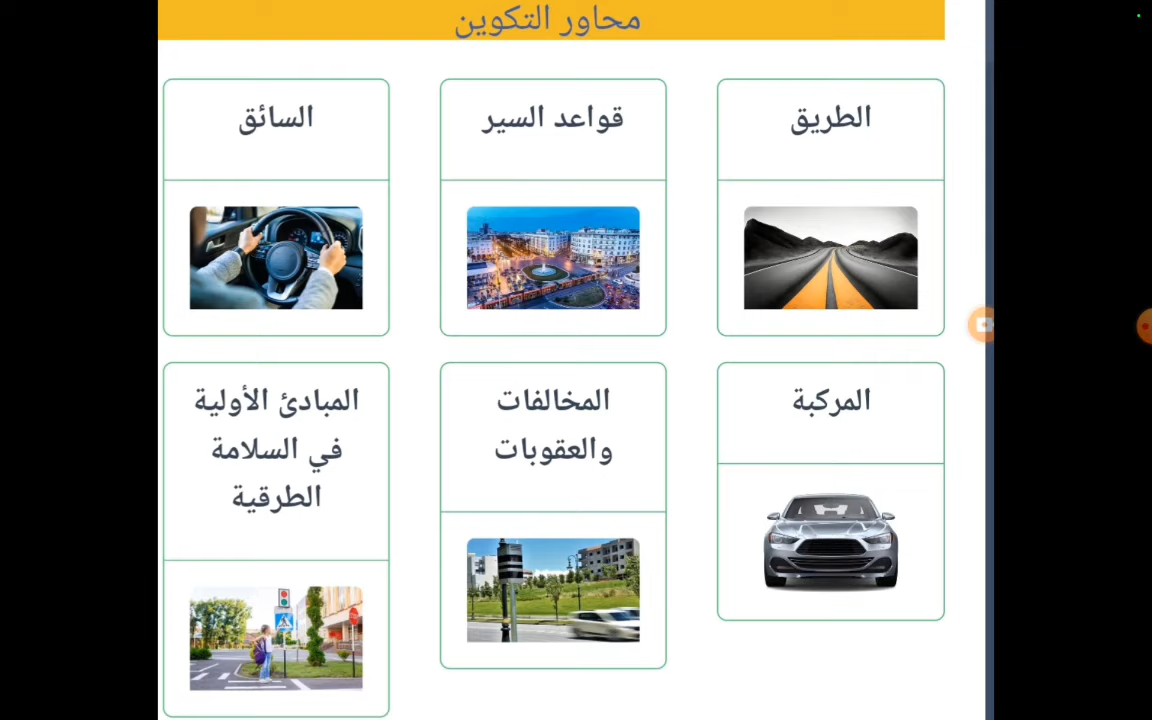 محاور التكوين
الطريق
قواعد السير
السائق
المركبة
المخالفات
والعقوبات
المبادئ الأولية
في السلامة
الطرقية